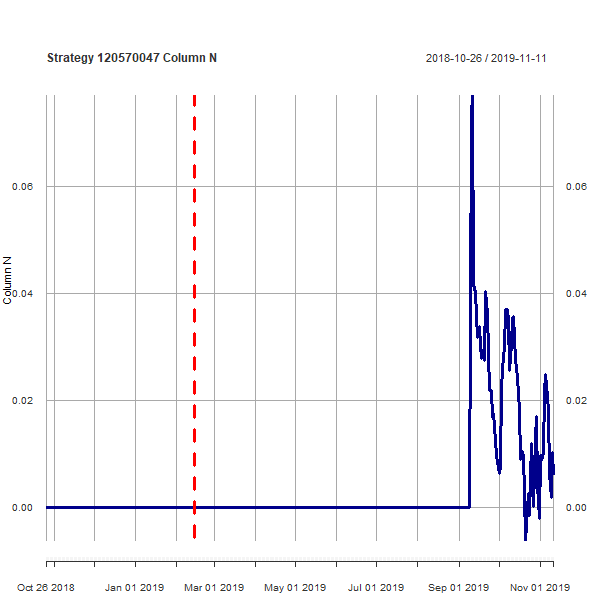 Strategy 120570047 Column N
2018-10-26 / 2019-11-11
Column N
0.06
0.04
0.02
0.00
0.06
0.04
0.02
0.00
Oct 26 2018
Jan 01 2019
Mar 01 2019
May 01 2019
Jul 01 2019
Sep 01 2019
Nov 01 2019